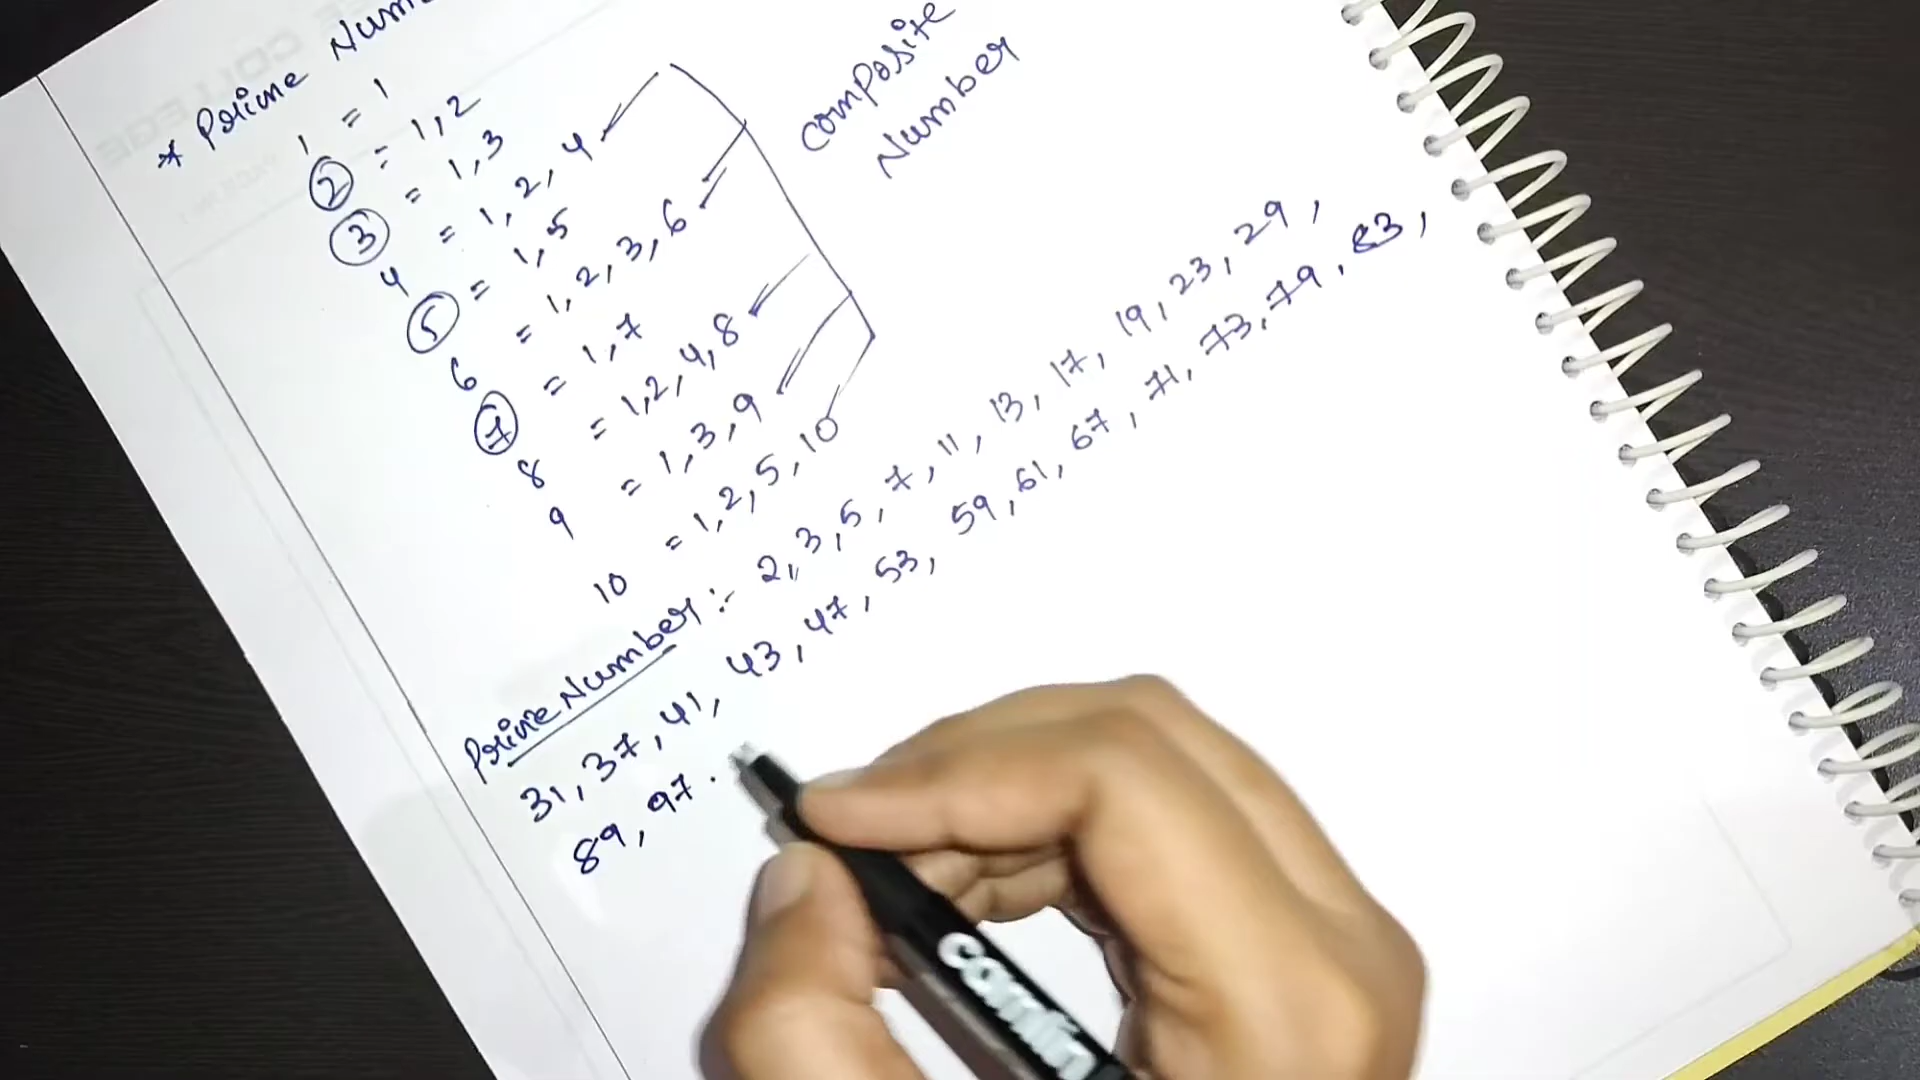 * Prime Num
1 = 1
2 = 1, 2
3 = 1, 3
4 = 1, 2, 4
5 = 1, 5
6 = 1, 2, 3, 6
7 = 1, 7
8 = 1, 2, 4, 8
9 = 1, 3, 9
10 = 1, 2, 5, 10
composite
Number
Prime Number :- 2, 3, 5, 7, 11, 13, 17, 19, 23, 29,
31, 37, 41, 43, 47, 53, 59, 61, 67, 71, 73, 79, 83,
89, 97.
camlin